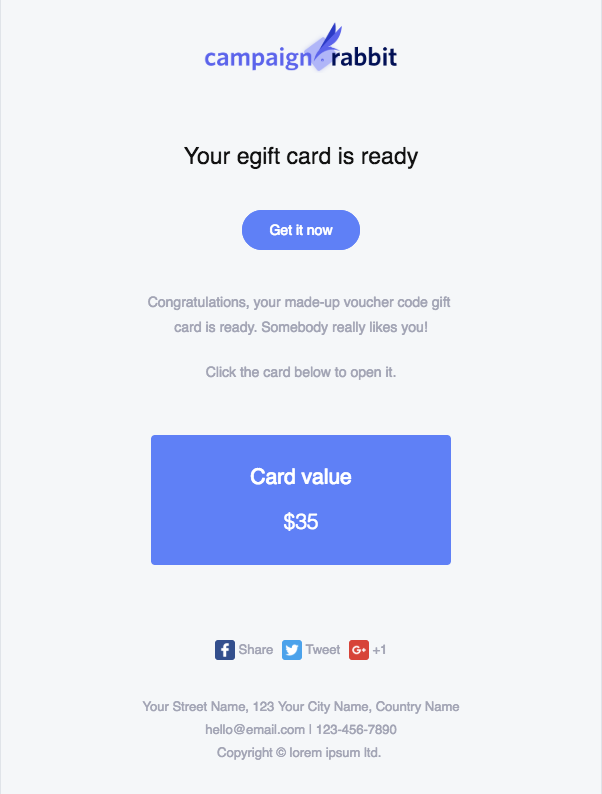 campaign rabbit
Your egift card is ready
Get it now
Congratulations, your made-up voucher code gift
card is ready. Somebody really likes you!
Click the card below to open it.
Card value
$35
f Share Tweet G+ +1
Your Street Name, 123 Your City Name, Country Name
hello@email.com | 123-456-7890
Copyright © lorem ipsum ltd.